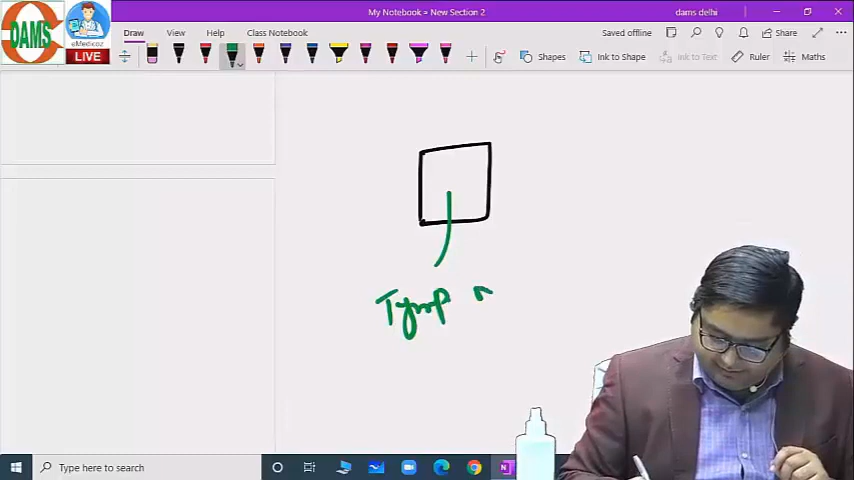 DAMS
eMedicoz
LIVE
My Notebook » New Section 2
dams delhi
Draw View Help Class Notebook
Saved offline
Share
Shapes
Ink to Shape
Ink to Text
Ruler
Maths
Tymp
Type here to search